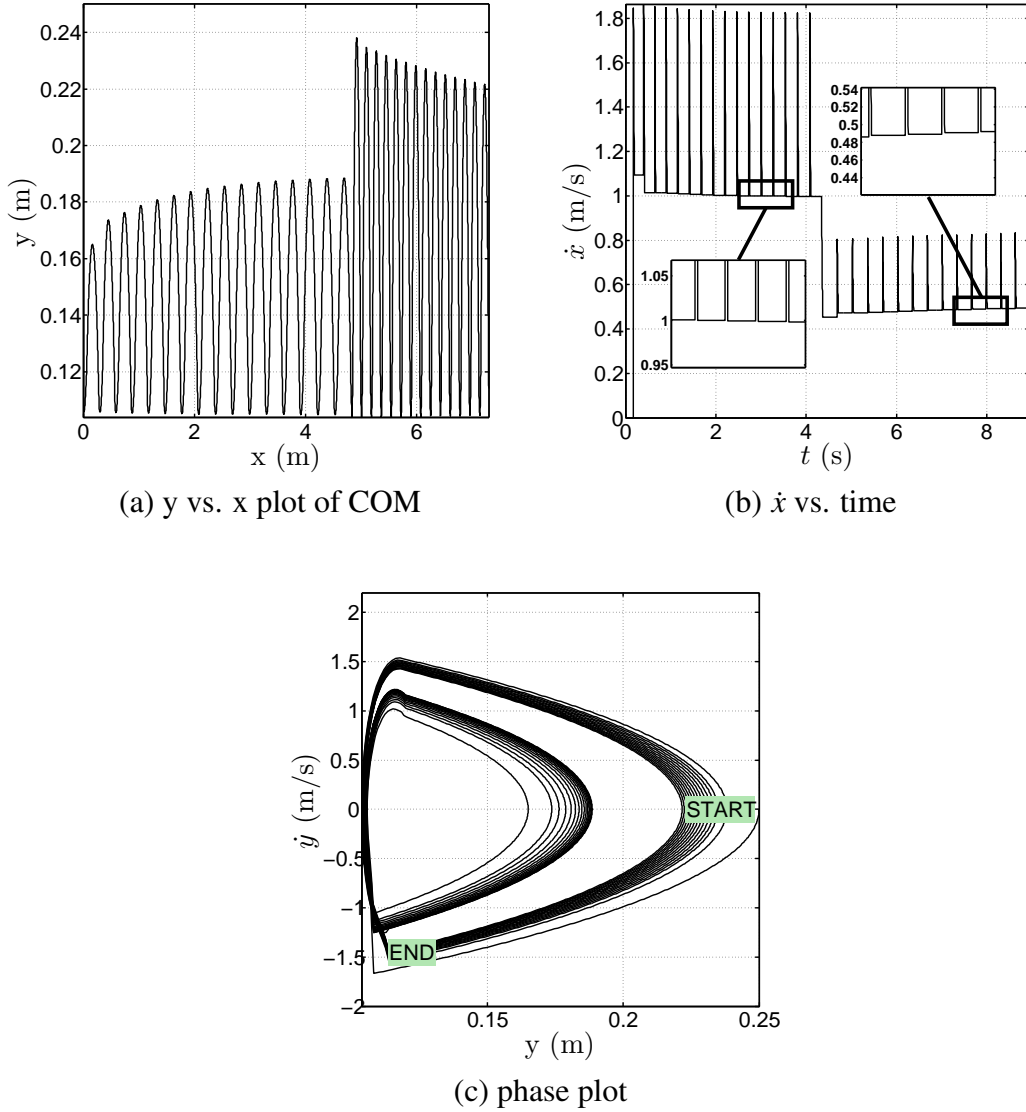 0.24
0.22
0.2
0.18
0.16
0.14
0.12
y (m)
0 2 4 6
x (m)
(a) y vs. x plot of COM
1.8
1.6
1.4
1.2
1
0.8
0.6
0.4
0.2
0
ẋ (m/s)
0.54
0.52
0.5
0.48
0.46
0.44
1.05
1
0.95
0 2 4 6 8
t (s)
(b) ẋ vs. time
2
1.5
1
0.5
0
−0.5
−1
−1.5
−2
ẏ (m/s)
START
END
0.15 0.2 0.25
y (m)
(c) phase plot